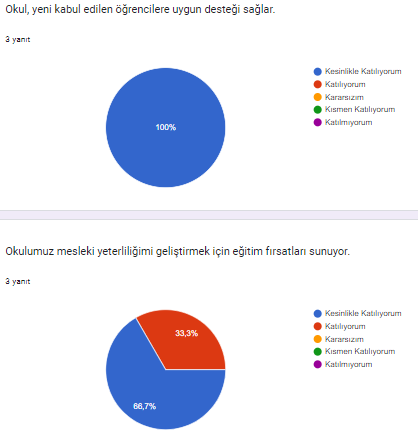 Okul, yeni kabul edilen öğrencilere uygun desteği sağlar.
3 yanıt
100%
Kesinlikle Katılıyorum
Katılıyorum
Kararsızım
Kısmen Katılıyorum
Katılmıyorum
Okulumuz mesleki yeterliliğimi geliştirmek için eğitim fırsatları sunuyor.
3 yanıt
33,3%
66,7%
Kesinlikle Katılıyorum
Katılıyorum
Kararsızım
Kısmen Katılıyorum
Katılmıyorum